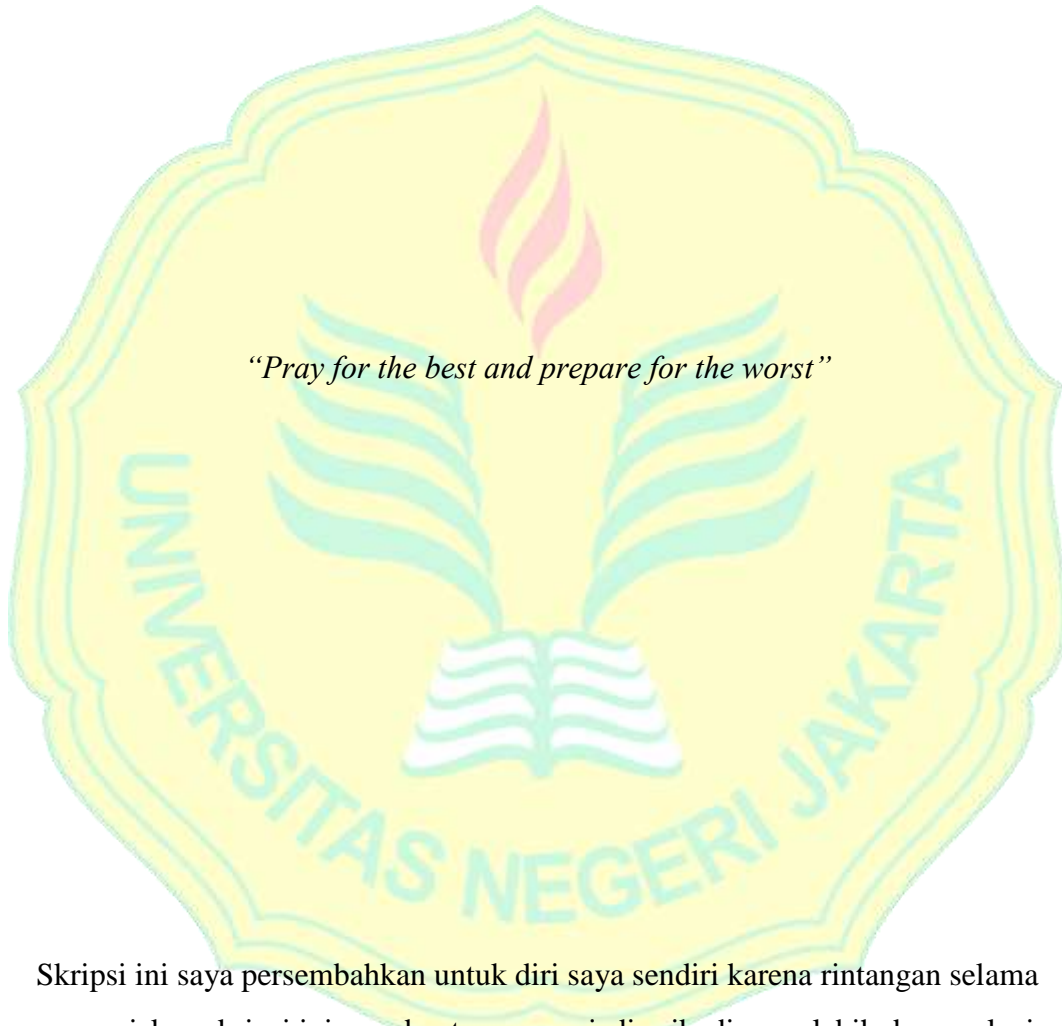 “Pray for the best and prepare for the worst”
UNIVERSITAS NEGERI JAKARTA
Skripsi ini saya persembahkan untuk diri saya sendiri karena rintangan selama